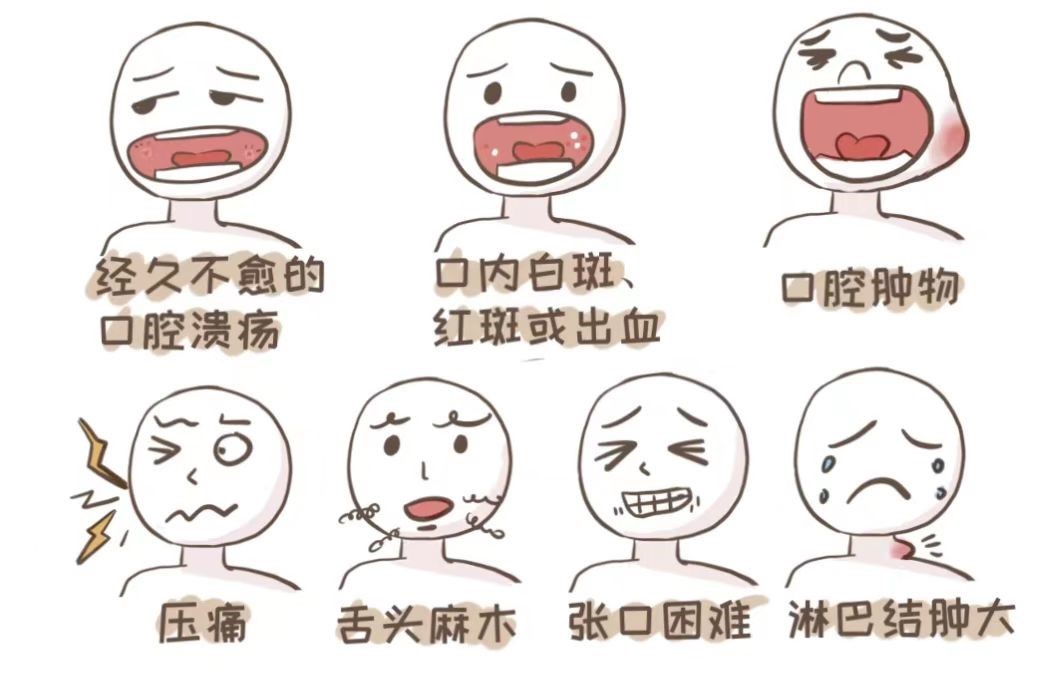 经久不愈的
口腔溃疡
口内白斑、
红斑或出血
口腔肿物
压痛
舌头麻木
张口困难
淋巴结肿大